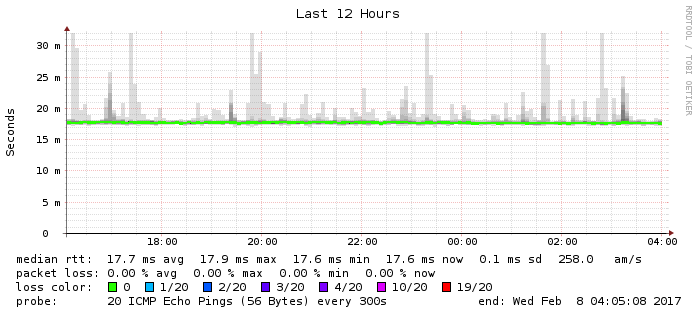 Last 12 Hours
RRDTOOL / TOBI OETIKER
Seconds
30 m
25 m
20 m
15 m
10 m
5 m
0
18:00 20:00 22:00 00:00 02:00 04:00
median rtt: 17.7 ms avg 17.9 ms max 17.6 ms min 17.6 ms now 0.1 ms sd 258.0 am/s
packet loss: 0.00 % avg 0.00 % max 0.00 % min 0.00 % now
loss color: 0 1/20 2/20 3/20 4/20 10/20 19/20
probe: 20 ICMP Echo Pings (56 Bytes) every 300s end: Wed Feb 8 04:05:08 2017